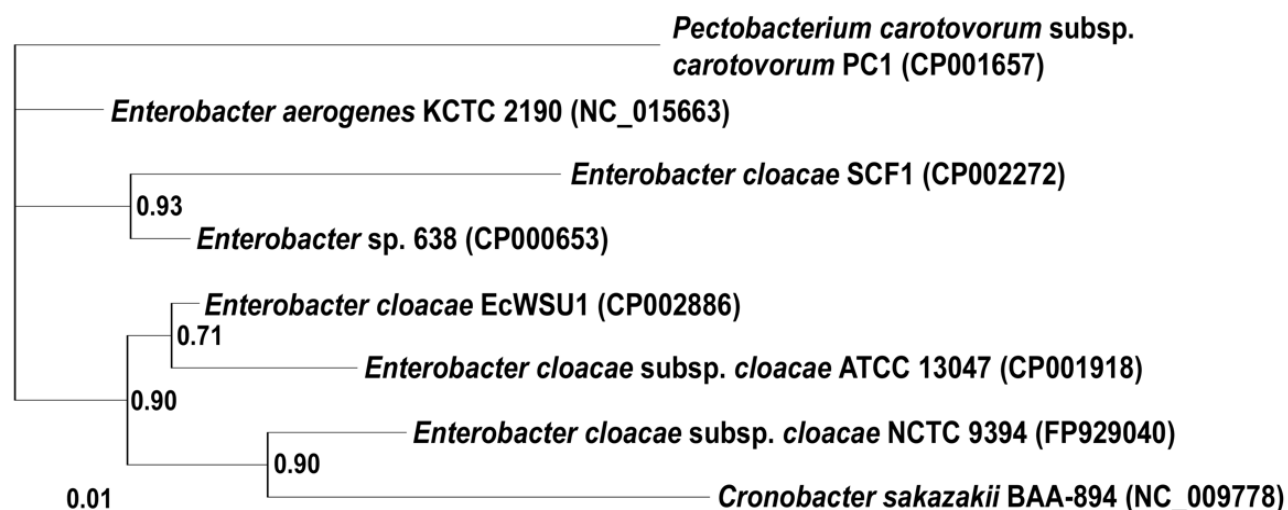 Pectobacterium carotovorum subsp.
carotovorum PC1 (CP001657)
Enterobacter aerogenes KCTC 2190 (NC_015663)
Enterobacter cloacae SCF1 (CP002272)
0.93
Enterobacter sp. 638 (CP000653)
Enterobacter cloacae EcWSU1 (CP002886)
0.71
Enterobacter cloacae subsp. cloacae ATCC 13047 (CP001918)
0.90
Enterobacter cloacae subsp. cloacae NCTC 9394 (FP929040)
0.90
0.01
Cronobacter sakazakii BAA-894 (NC_009778)